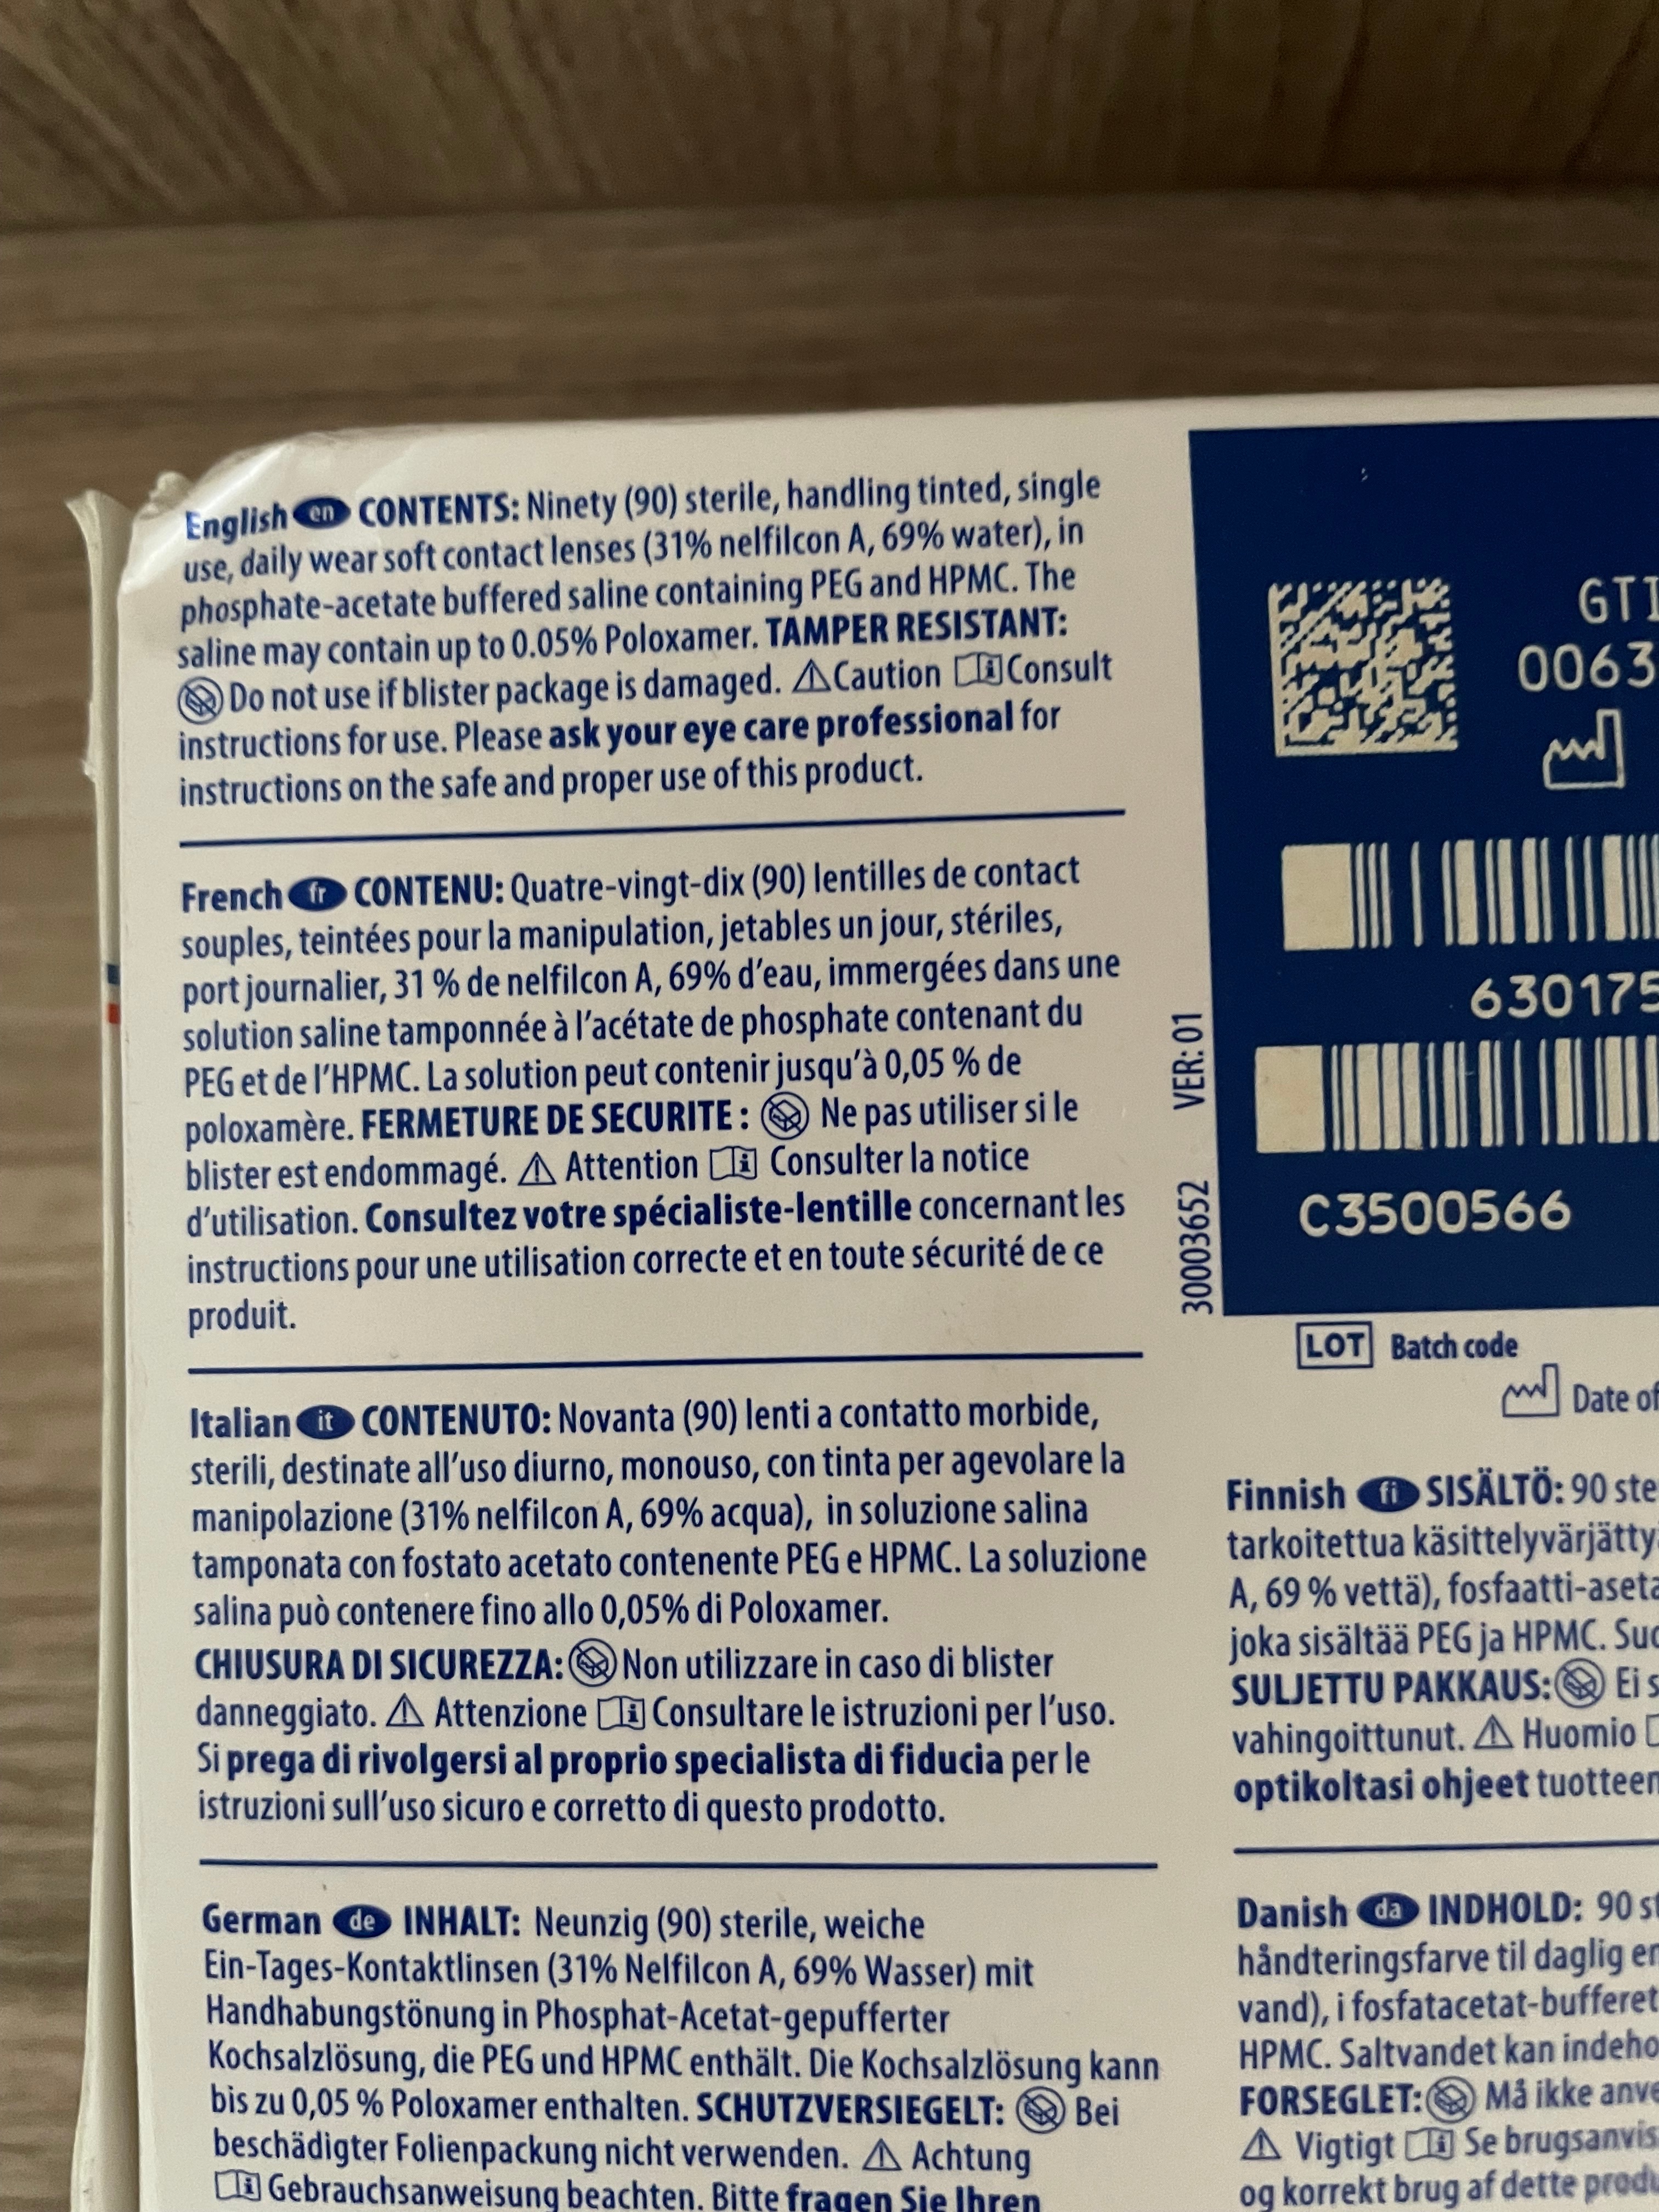 English en CONTENTS: Ninety (90) sterile, handling tinted, single
use, daily wear soft contact lenses (31% nelfilcon A, 69% water), in
phosphate-acetate buffered saline containing PEG and HPMC. The
saline may contain up to 0.05% Poloxamer. TAMPER RESISTANT:
Do not use if blister package is damaged. Caution Consult
instructions for use. Please ask your eye care professional for
instructions on the safe and proper use of this product.
French fr CONTENU: Quatre-vingt-dix (90) lentilles de contact
souples, teintées pour la manipulation, jetables un jour, stériles,
port journalier, 31 % de nelfilcon A, 69% d'eau, immergées dans une
solution saline tamponnée à l'acétate de phosphate contenant du
PEG et de l'HPMC. La solution peut contenir jusqu'à 0,05 % de
poloxamère. FERMETURE DE SECURITE : Ne pas utiliser si le
blister est endommagé. Attention Consulter la notice
d'utilisation. Consultez votre spécialiste-lentille concernant les
instructions pour une utilisation correcte et en toute sécurité de ce
produit.
Italian it CONTENUTO: Novanta (90) lenti a contatto morbide,
sterili, destinate all'uso diurno, monouso, con tinta per agevolare la
manipolazione (31% nelfilcon A, 69% acqua), in soluzione salina
tamponata con fostato acetato contenente PEG e HPMC. La soluzione
salina può contenere fino allo 0,05% di Poloxamer.
CHIUSURA DI SICUREZZA: Non utilizzare in caso di blister
danneggiato. Attenzione Consultare le istruzioni per l'uso.
Si prega di rivolgersi al proprio specialista di fiducia per le
istruzioni sull'uso sicuro e corretto di questo prodotto.
German de INHALT: Neunzig (90) sterile, weiche
Ein-Tages-Kontaktlinsen (31% Nelfilcon A, 69% Wasser) mit
Handhabungstönung in Phosphat-Acetat-gepufferter
Kochsalzlösung, die PEG und HPMC enthält. Die Kochsalzlösung kann
bis zu 0,05 % Poloxamer enthalten. SCHUTZVERSIEGELT: Bei
beschädigter Folienpackung nicht verwenden. Achtung
Gebrauchsanweisung beachten. Bitte fragen Sie Ihren
30003652 VER: 01
GTI
0063
630175
C3500566
LOT Batch code
Date of
Finnish fi SISÄLTÖ: 90 ste
tarkoitettua käsittelyvärjätty
A, 69 % vettä), fosfaatti-aseta
joka sisältää PEG ja HPMC. Suo
SULJETTU PAKKAUS: Ei s
vahingoittunut. Huomio
optikoltasi ohjeet tuotteen
Danish da INDHOLD: 90 st
håndteringsfarve til daglig en
vand), i fosfatacetat-bufferet
HPMC. Saltvandet kan indeho
FORSEGLET: Må ikke anve
Vigtigt Se brugsanvis
og korrekt brug af dette produ